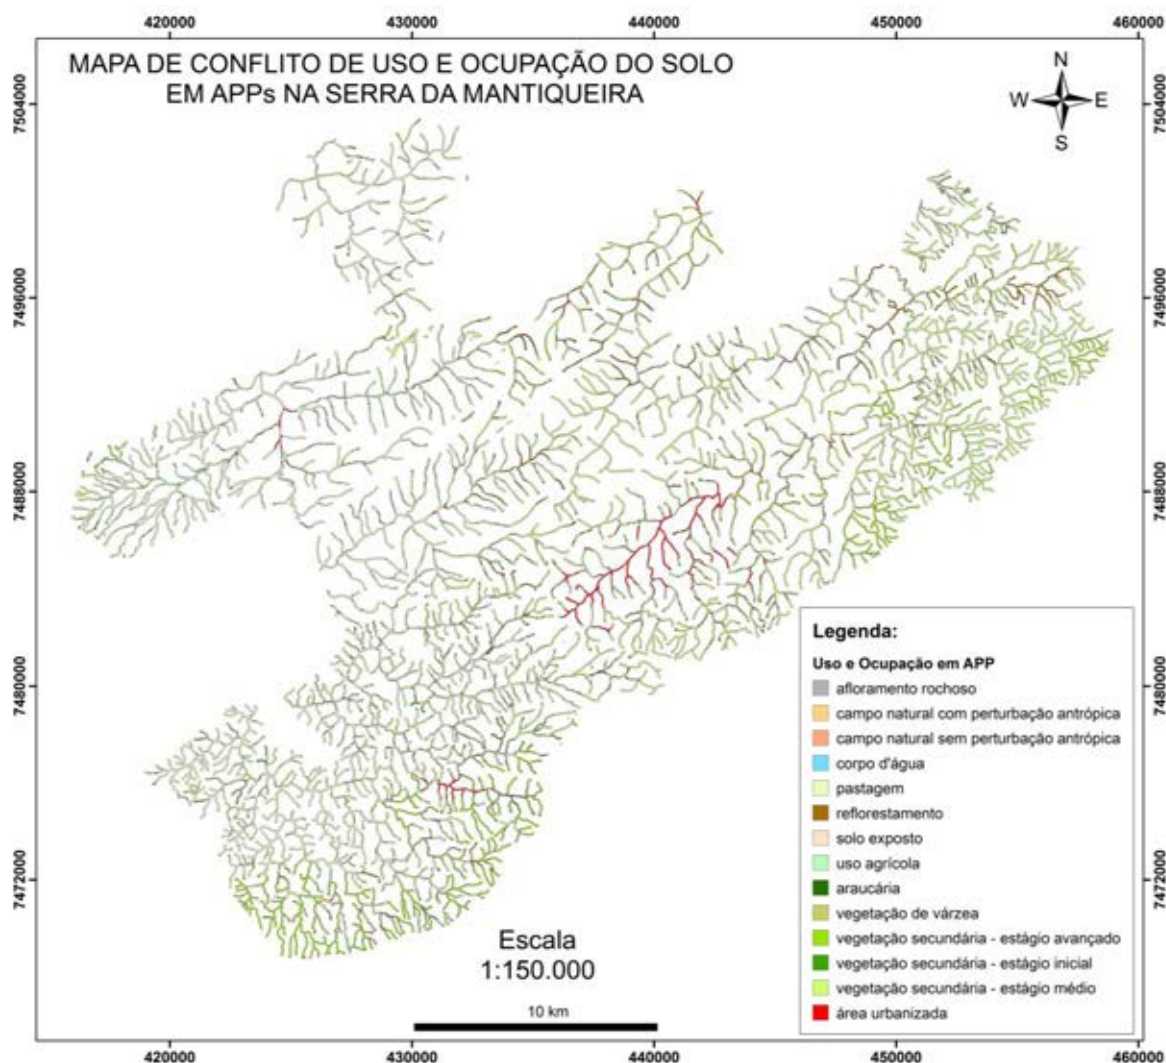 420000 430000 440000 450000 460000
MAPA DE CONFLITO DE USO E OCUPAÇÃO DO SOLO
EM APPs NA SERRA DA MANTIQUEIRA
N
W E
S
7504000 7504000
7496000 7496000
7488000 7488000
7480000 7480000
7472000 7472000
Legenda:
Uso e Ocupação em APP
afloramento rochoso
campo natural com perturbação antrópica
campo natural sem perturbação antrópica
corpo d'água
pastagem
reflorestamento
solo exposto
uso agrícola
araucária
vegetação de várzea
vegetação secundária - estágio avançado
vegetação secundária - estágio inicial
vegetação secundária - estágio médio
área urbanizada
Escala
1:150.000
10 km
420000 430000 440000 450000 460000